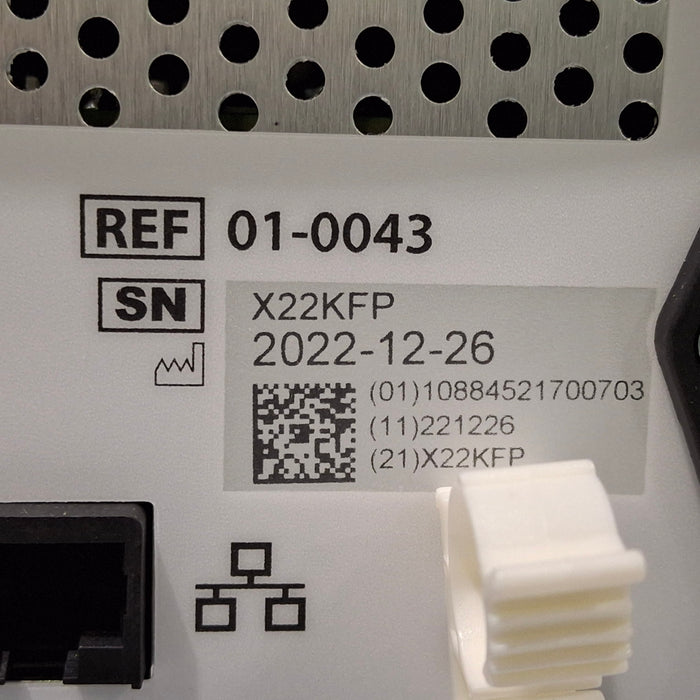 REF 01-0043
SN X22KFP
2022-12-26
(01)10884521700703
(11)221226
(21)X22KFP